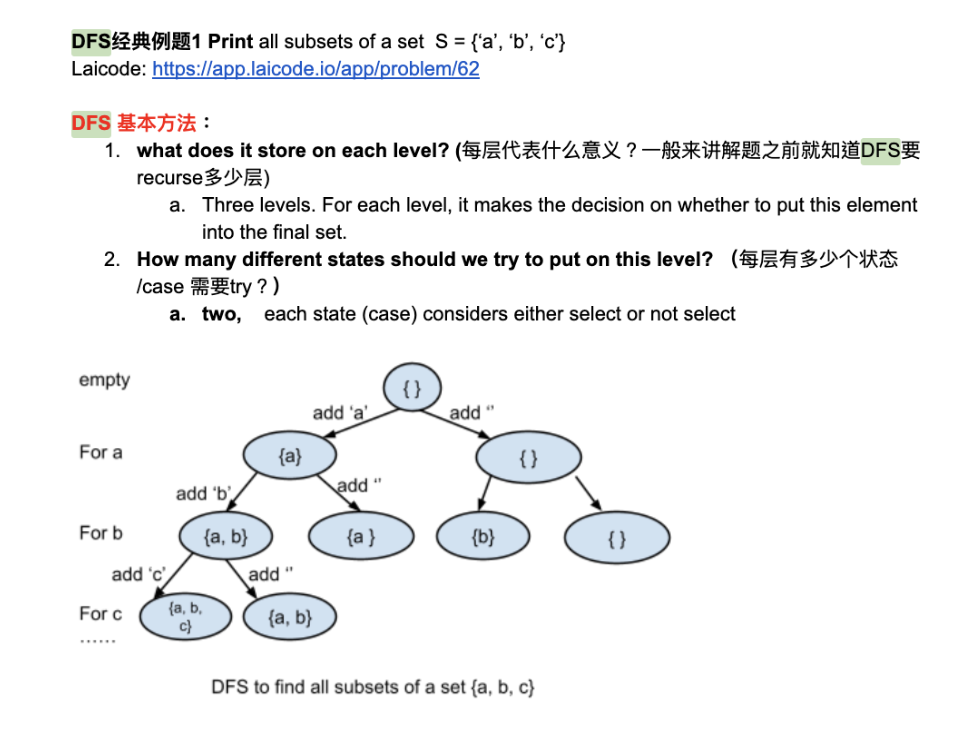 DFS经典例题1 Print all subsets of a set  S = {‘a’, ‘b’, ‘c’}
Laicode: https://app.laicode.io/app/problem/62
DFS 基本方法：
1. what does it store on each level? (每层代表什么意义？一般来讲解题之前就知道DFS要
recurse多少层)
a. Three levels. For each level, it makes the decision on whether to put this element
into the final set.
2. How many different states should we try to put on this level? （每层有多少个状态
/case 需要try？)
a. two, each state (case) considers either select or not select
empty
{ }
add ‘a’
add ‘’
For a
{a}
{ }
add ‘b’
add ‘’
For b
{a, b}
{a }
{b}
{ }
add ‘c’
add ‘’
For c
{a, b,
c}
{a, b}
......
DFS to find all subsets of a set {a, b, c}